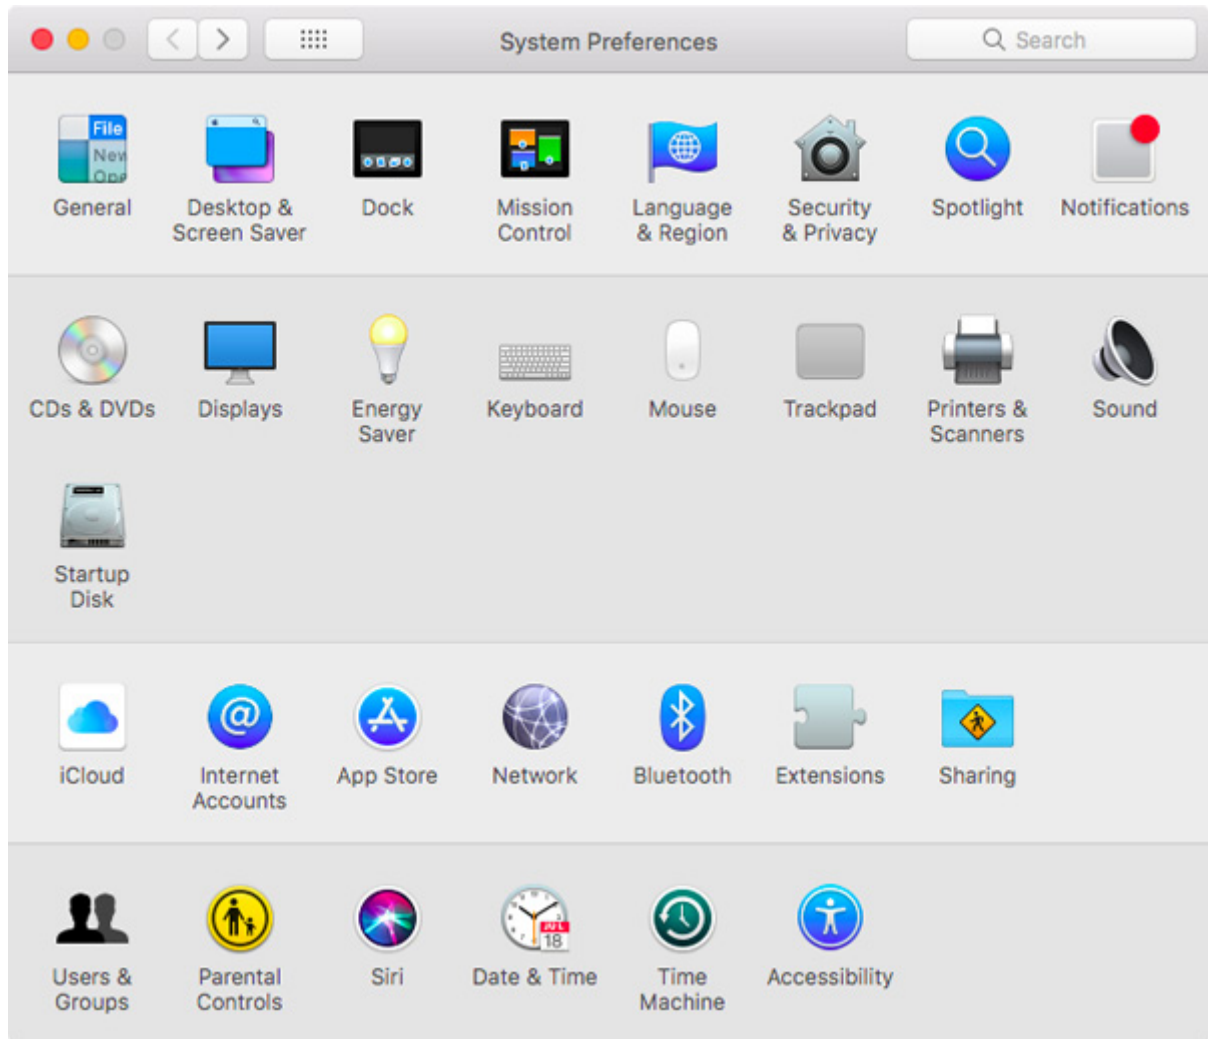 System Preferences
Search
File
New
Ope
General
Desktop &
Screen Saver
Dock
Mission
Control
Language
& Region
Security
& Privacy
Spotlight
Notifications
CDs & DVDs
Displays
Energy
Saver
Keyboard
Mouse
Trackpad
Printers &
Scanners
Sound
Startup
Disk
iCloud
@
Internet
Accounts
App Store
Network
Bluetooth
Extensions
Sharing
JUL
18
Users &
Groups
Parental
Controls
Siri
Date & Time
Time
Machine
Accessibility